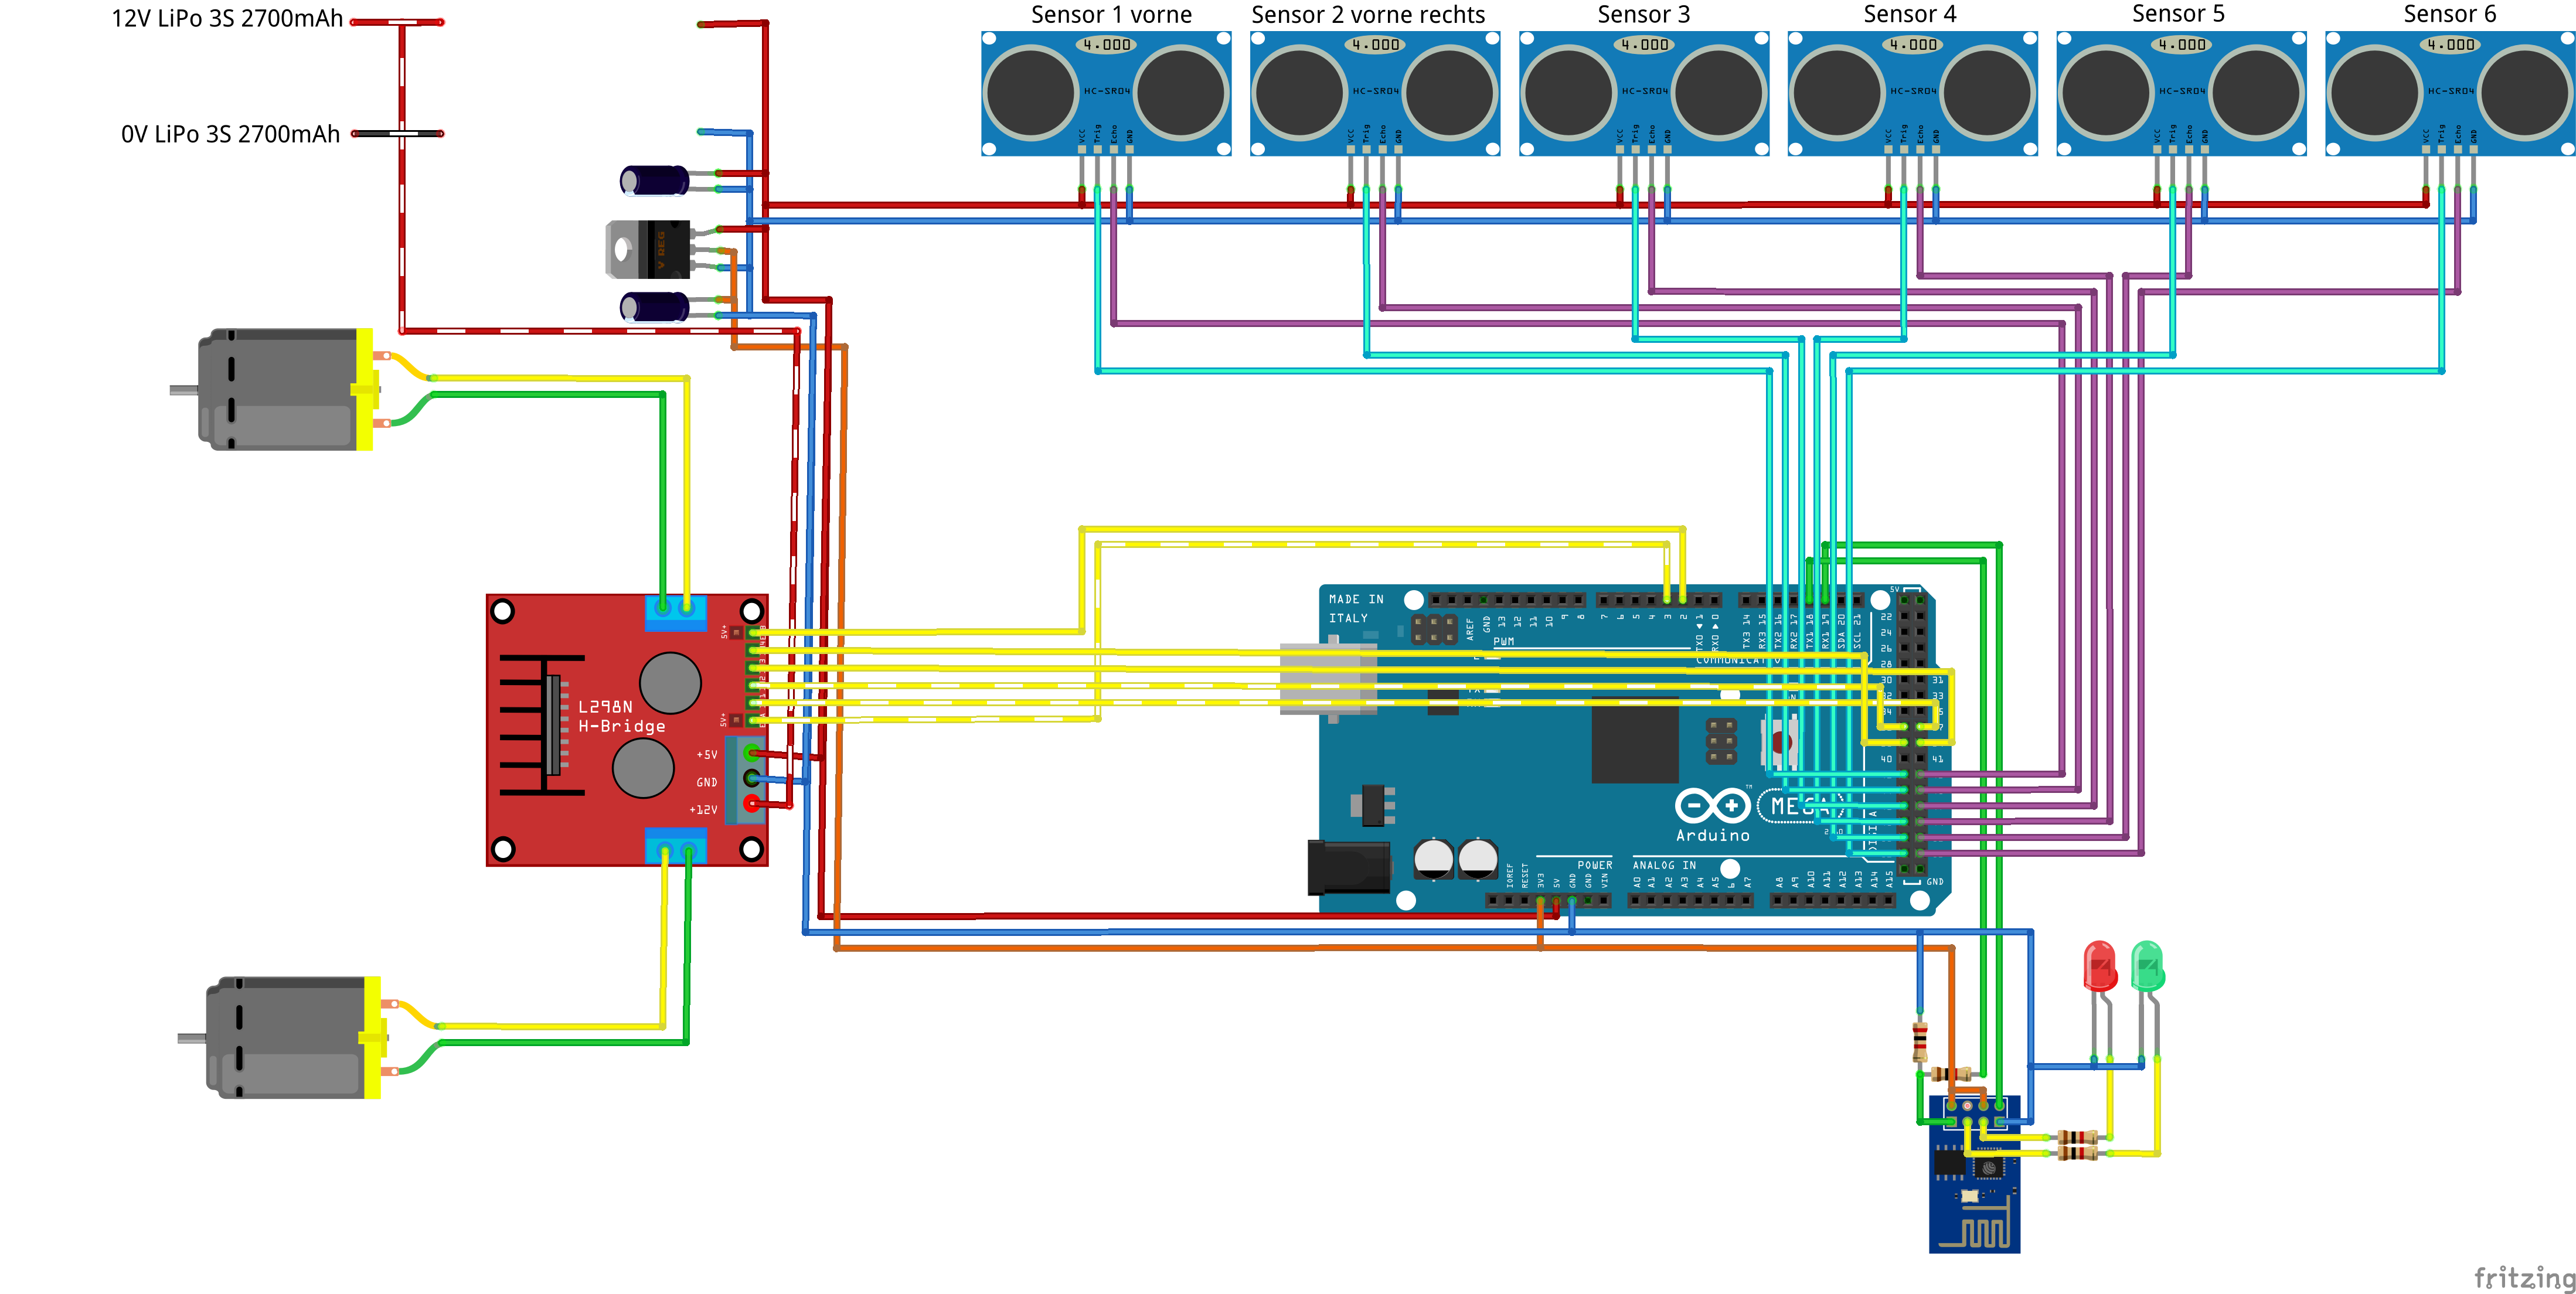 12V LiPo 3S 2700mAh
0V LiPo 3S 2700mAh
Sensor 1 vorne
Sensor 2 vorne rechts
Sensor 3
Sensor 4
Sensor 5
Sensor 6
4.000
4.000
4.000
4.000
4.000
4.000
HC-SR04
HC-SR04
HC-SR04
HC-SR04
HC-SR04
HC-SR04
VCC Trig Echo GND
VCC Trig Echo GND
VCC Trig Echo GND
VCC Trig Echo GND
VCC Trig Echo GND
VCC Trig Echo GND
V REG
L298N
H-Bridge
5V+
5V+
+5V
GND
+12V
MADE IN
ITALY
AREF GND 13 12 11 10 9 8
7 6 5 4 3 2 TX0 1 RX0 0
TX3 14 RX3 15 TX2 16 RX2 17 TX1 18 RX1 19 SDA 20 SCL 21
PWM
5V
22
24
26
28
30 31
33
40 41
GND
MEGA
Arduino
POWER
ANALOG IN
IOREF RESET 3V3 5V GND GND VIN
A0 A1 A2 A3 A4 A5 6 A7
A8 A9 A10 A11 A12 A13 A14 A15
fritzing